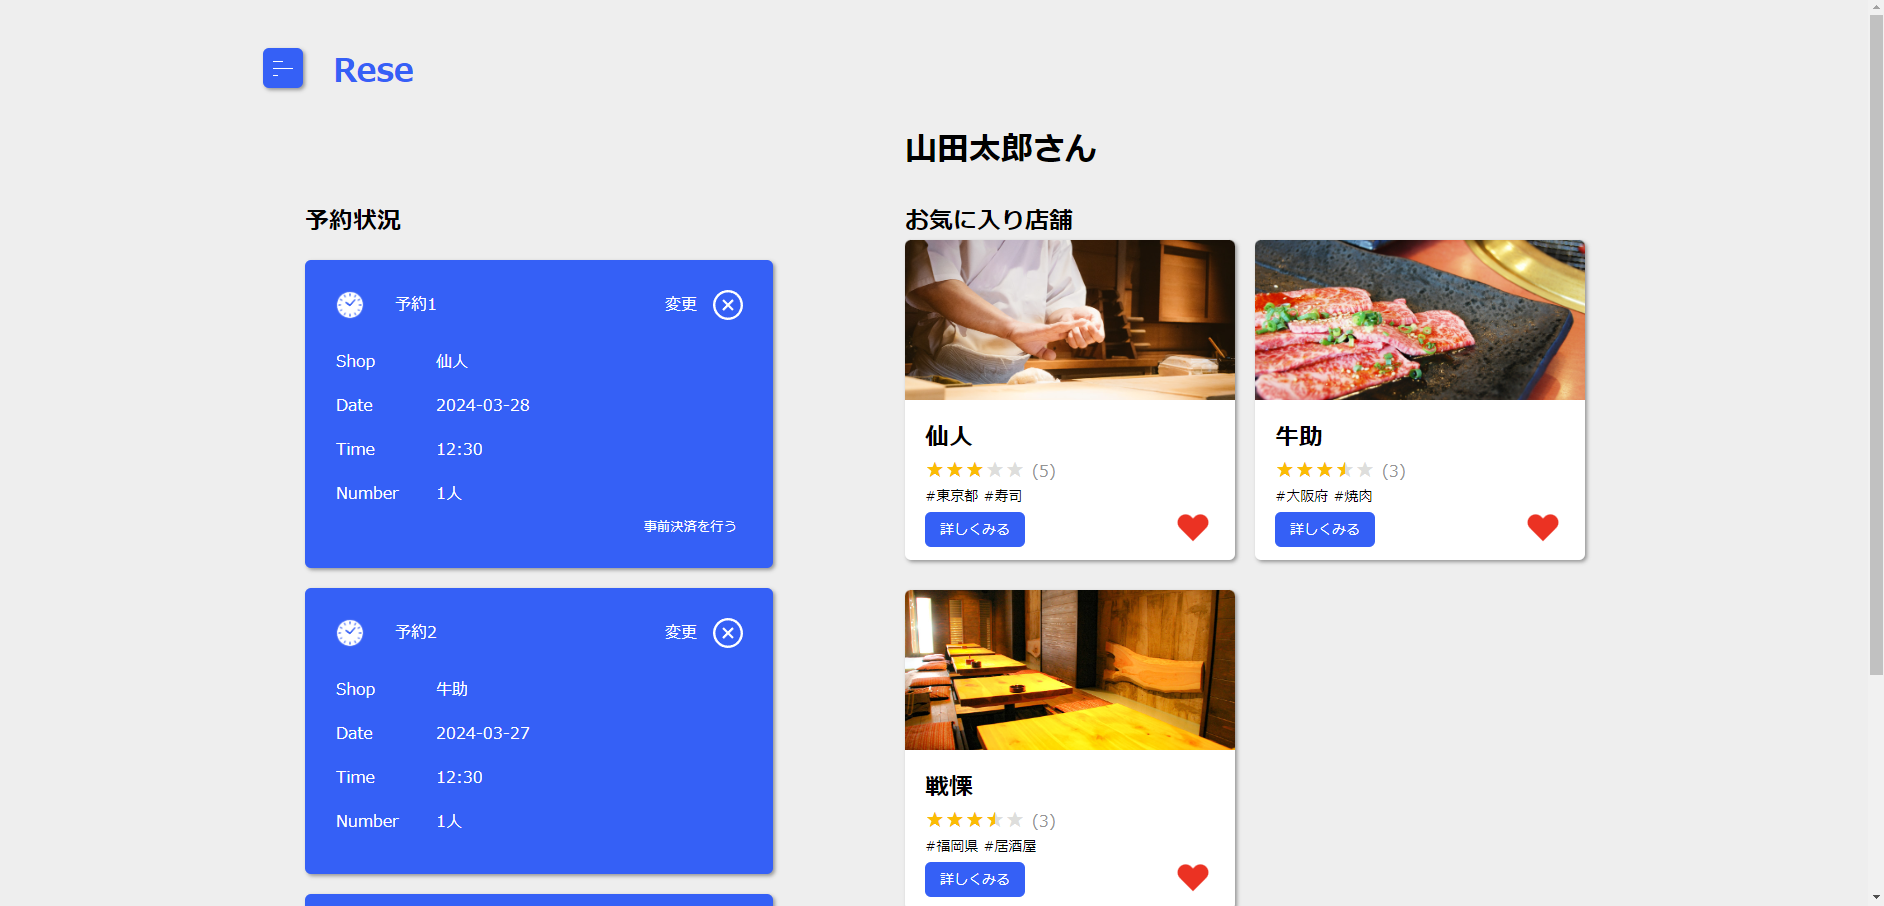 Rese
山田太郎さん
予約状況
予約1 変更
Shop 仙人
Date 2024-03-28
Time 12:30
Number 1人
事前決済を行う
予約2 変更
Shop 牛助
Date 2024-03-27
Time 12:30
Number 1人
お気に入り店舗
仙人
(5)
#東京都 #寿司
詳しくみる
牛助
(3)
#大阪府 #焼肉
詳しくみる
戦慄
(3)
#福岡県 #居酒屋
詳しくみる